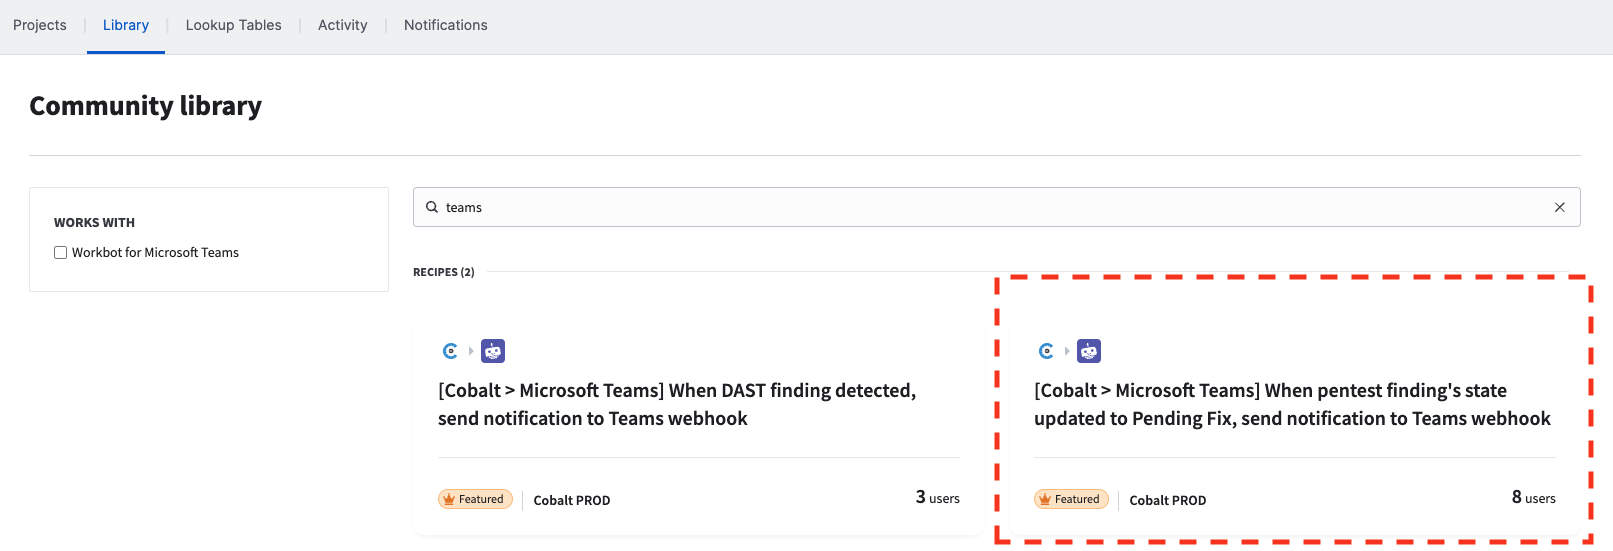 Projects
Library
Lookup Tables
Activity
Notifications
Community library
WORKS WITH
Workbot for Microsoft Teams
teams
RECIPES (2)
[Cobalt > Microsoft Teams] When DAST finding detected,
send notification to Teams webhook
Featured
Cobalt PROD
3 users
[Cobalt > Microsoft Teams] When pentest finding's state
updated to Pending Fix, send notification to Teams webhook
Featured
Cobalt PROD
8 users